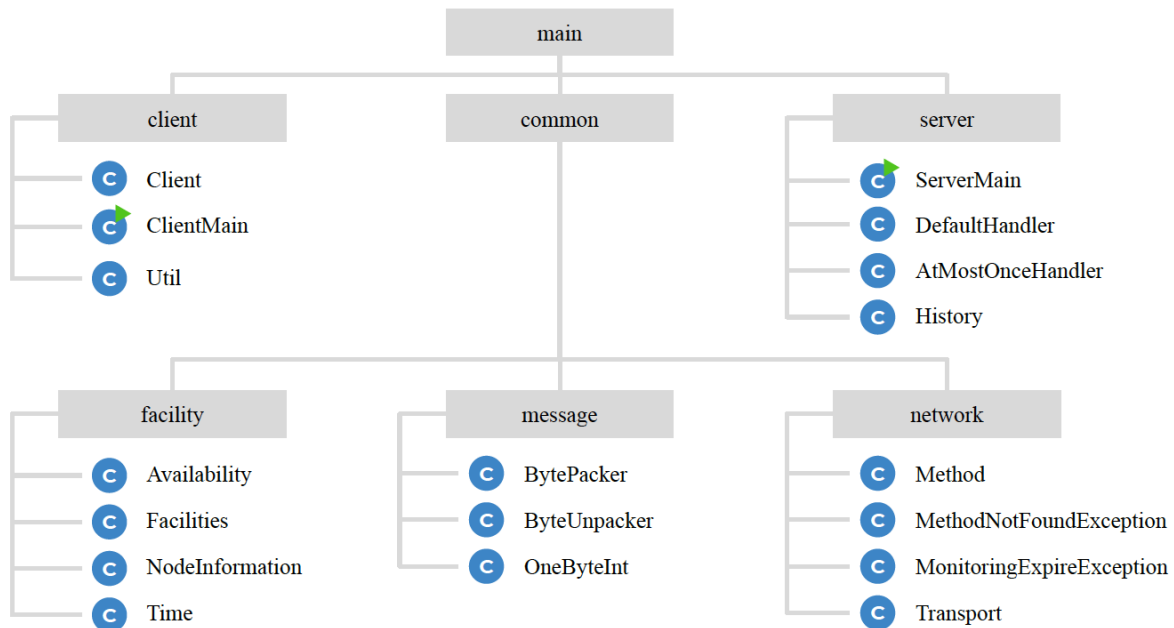 main
client
common
server
C Client
C ClientMain
C Util
C ServerMain
C DefaultHandler
C AtMostOnceHandler
C History
facility
message
network
C Availability
C Facilities
C NodeInformation
C Time
C BytePacker
C ByteUnpacker
C OneByteInt
C Method
C MethodNotFoundException
C MonitoringExpireException
C Transport